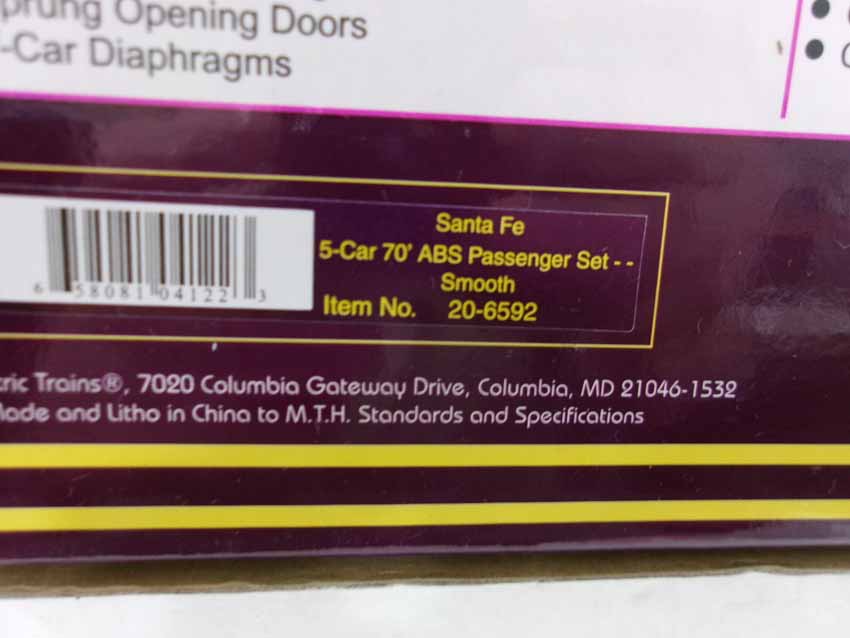 Sprung Opening Doors
-Car Diaphragms
Santa Fe
5-Car 70' ABS Passenger Set - -
Smooth
Item No. 20-6592
6 58081 04122 3
tric Trains®, 7020 Columbia Gateway Drive, Columbia, MD 21046-1532
Made and Litho in China to M.T.H. Standards and Specifications